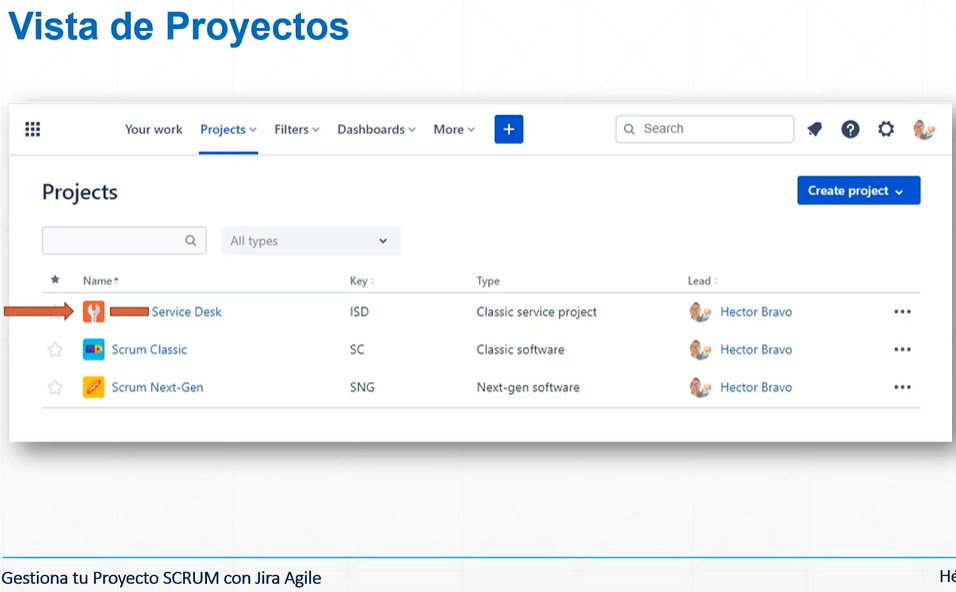 Vista de Proyectos
Your work Projects Filters Dashboards More + Search ?
Projects Create project
All types
Name Key Type Lead
Service Desk ISD Classic service project Hector Bravo
Scrum Classic SC Classic software Hector Bravo
Scrum Next-Gen SNG Next-gen software Hector Bravo
Gestiona tu Proyecto SCRUM con Jira Agile